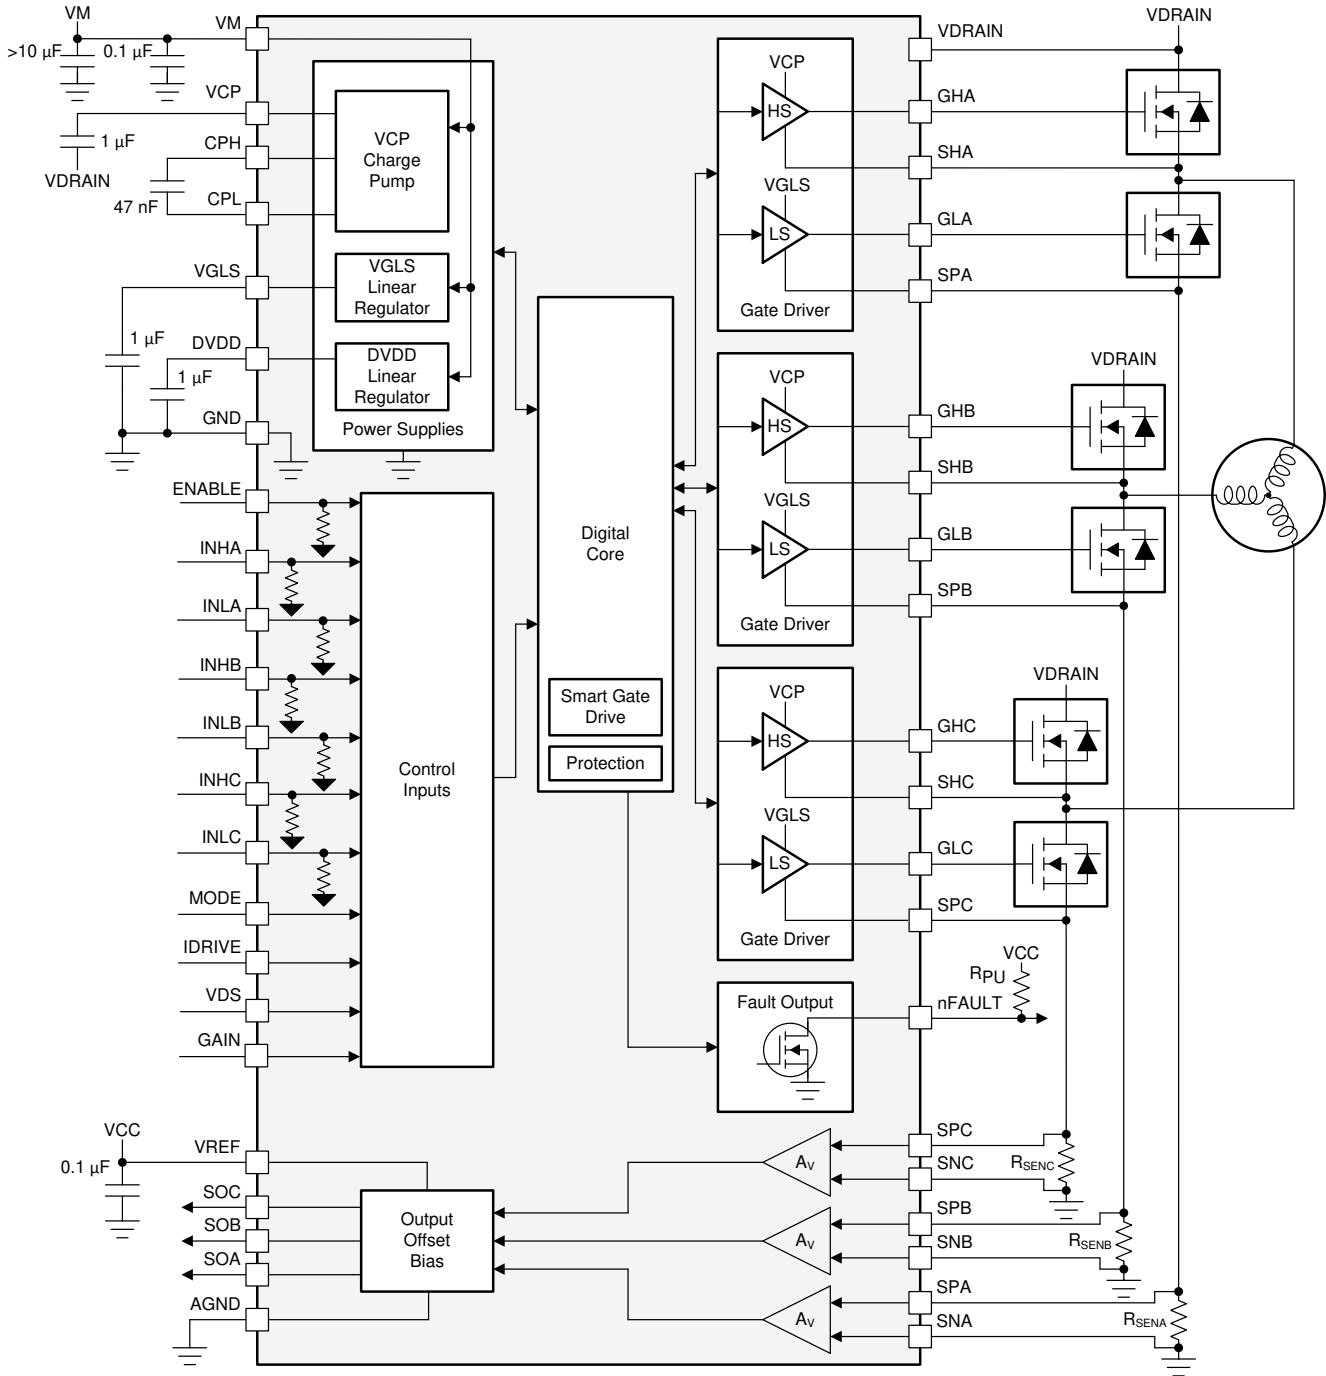 VM
>10 µF
0.1 µF
VM
VCP
1 µF
VDRAIN
CPH
CPL
47 nF
VGLS
1 µF
DVDD
1 µF
GND
VCP
Charge
Pump
VGLS
Linear
Regulator
DVDD
Linear
Regulator
Power Supplies
ENABLE
INHA
INLA
INHB
INLB
INHC
INLC
MODE
IDRIVE
VDS
GAIN
Control
Inputs
Digital
Core
Smart Gate
Drive
Protection
VCP
HS
VGLS
LS
Gate Driver
VCP
HS
VGLS
LS
Gate Driver
VCP
HS
VGLS
LS
Gate Driver
Fault Output
VDRAIN
GHA
SHA
GLA
SPA
VDRAIN
GHB
SHB
GLB
SPB
VDRAIN
GHC
SHC
GLC
SPC
VDRAIN
VCC
RPU
nFAULT
VCC
0.1 µF
VREF
SOC
SOB
SOA
AGND
Output
Offset
Bias
AV
AV
AV
SPC
SNC
RSENC
SPB
SNB
RSENB
SPA
SNA
RSENA